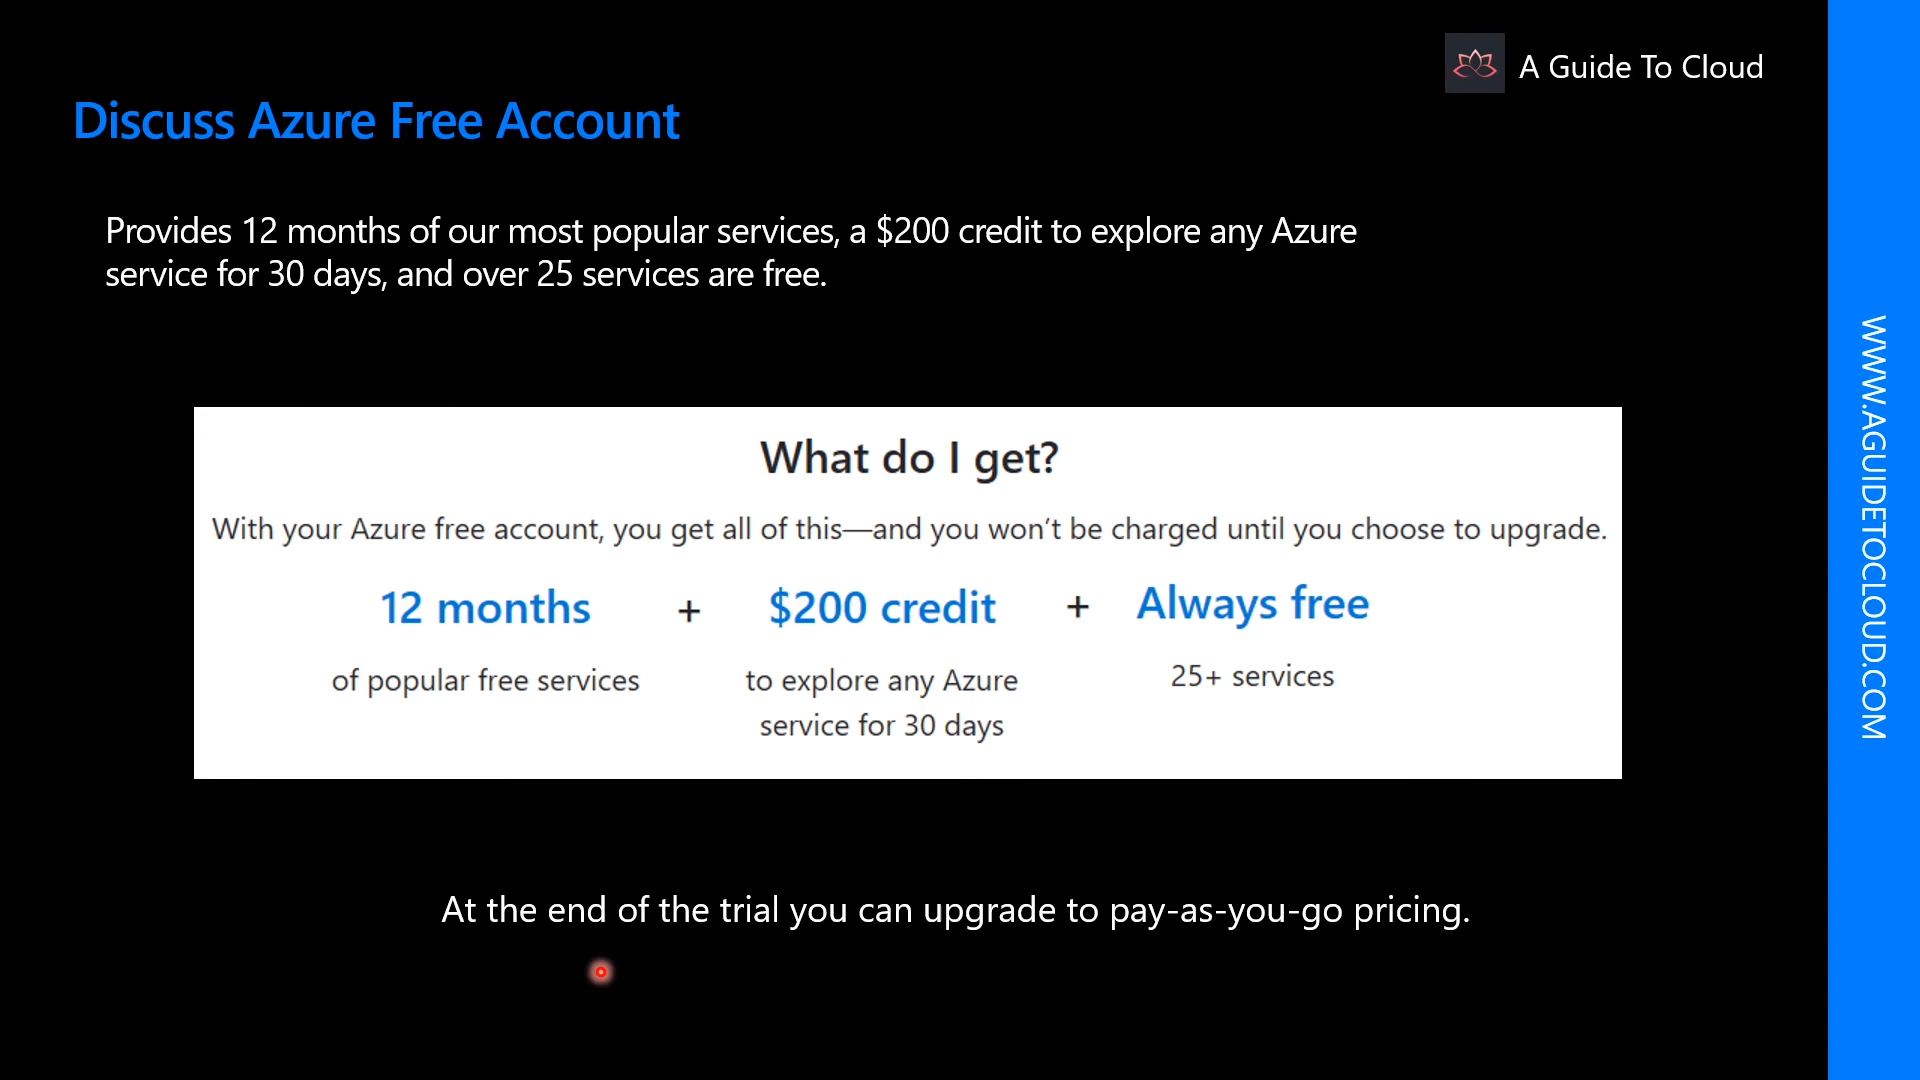 A Guide To Cloud
Discuss Azure Free Account
Provides 12 months of our most popular services, a $200 credit to explore any Azure
service for 30 days, and over 25 services are free.
What do I get?
With your Azure free account, you get all of this—and you won’t be charged until you choose to upgrade.
12 months + $200 credit + Always free
of popular free services to explore any Azure 25+ services
service for 30 days
At the end of the trial you can upgrade to pay-as-you-go pricing.
WWW.AGUIDETOCLOUD.COM